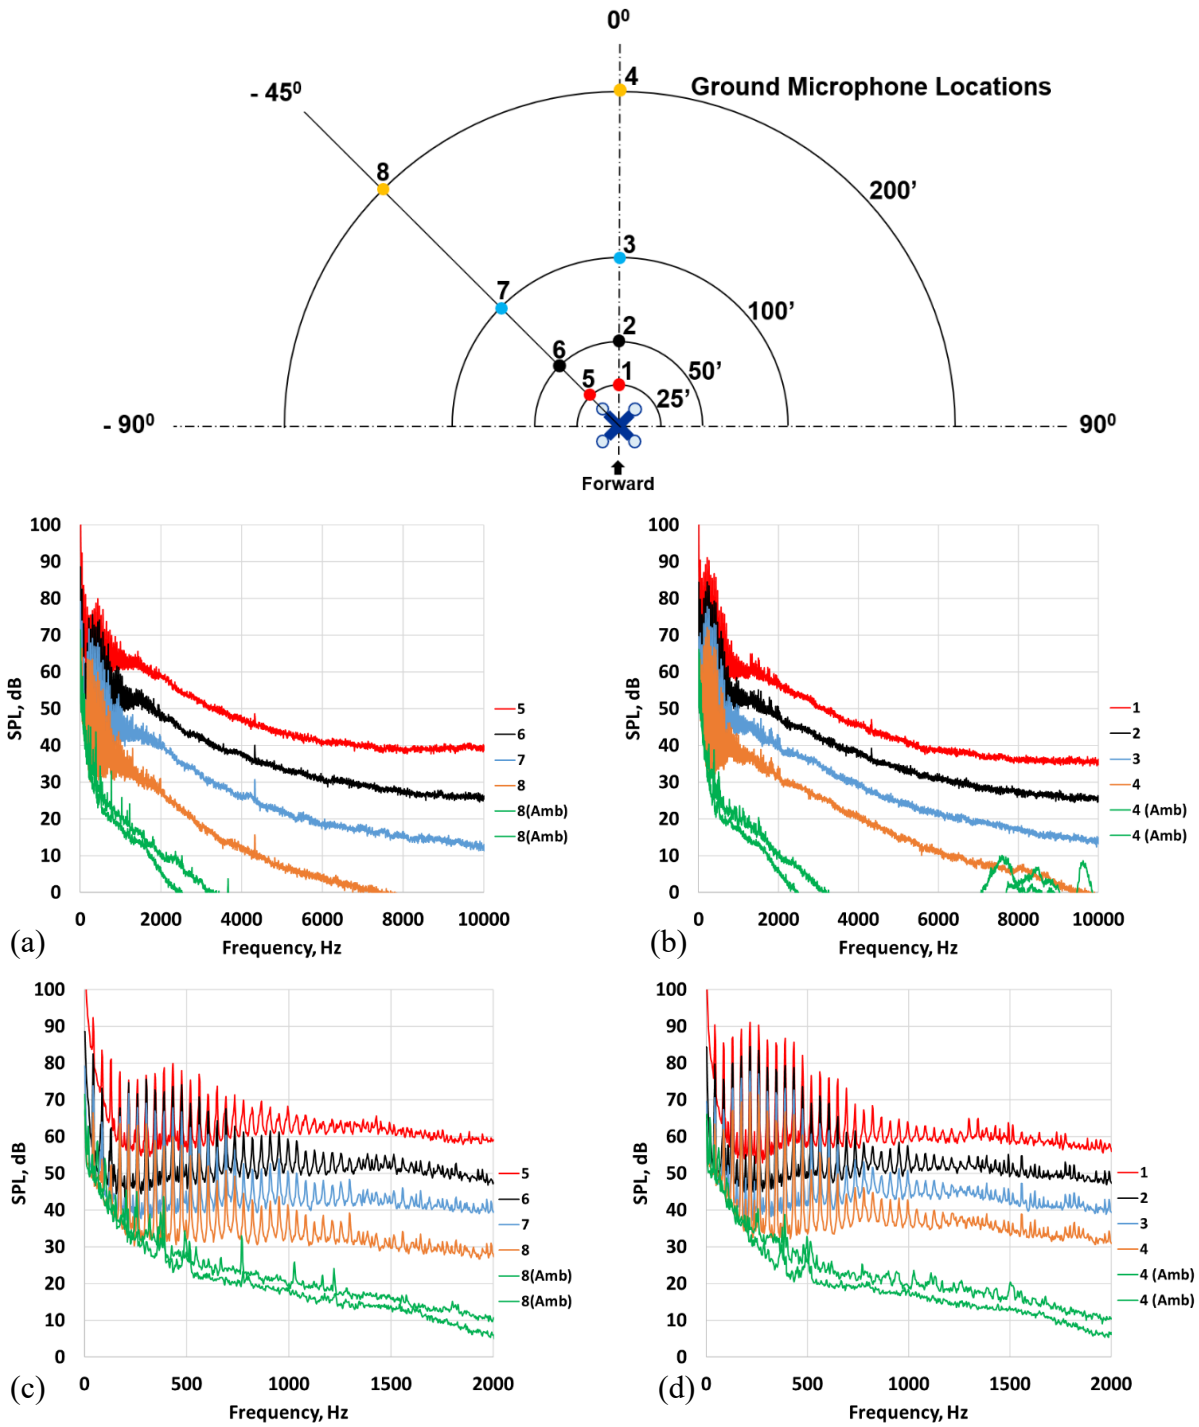 0⁰
4
Ground Microphone Locations
- 45⁰
8
200’
3
7
100’
2
6
50’
5
1
25’
- 90⁰
90⁰
Forward
100
90
80
70
60
50
40
30
20
10
0
SPL, dB
0 2000 4000 6000 8000 10000
Frequency, Hz
5
6
7
8
8(Amb)
8(Amb)
(a)
100
90
80
70
60
50
40
30
20
10
0
SPL, dB
0 2000 4000 6000 8000 10000
Frequency, Hz
1
2
3
4
4 (Amb)
4 (Amb)
(b)
100
90
80
70
60
50
40
30
20
10
0
SPL, dB
0 500 1000 1500 2000
Frequency, Hz
5
6
7
8
8(Amb)
8(Amb)
(c)
100
90
80
70
60
50
40
30
20
10
0
SPL, dB
0 500 1000 1500 2000
Frequency, Hz
1
2
3
4
4 (Amb)
4 (Amb)
(d)